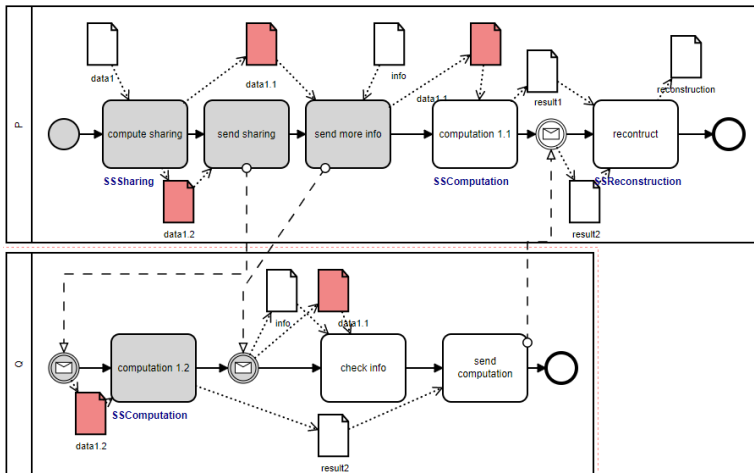 P
data1
data1.1
info
data1.1
result1
reconstruction
compute sharing
send sharing
send more info
computation 1.1
recontruct
SSSharing
SSComputation
SSReconstruction
data1.2
result2
Q
info
data1.1
computation 1.2
check info
send
computation
SSComputation
data1.2
result2